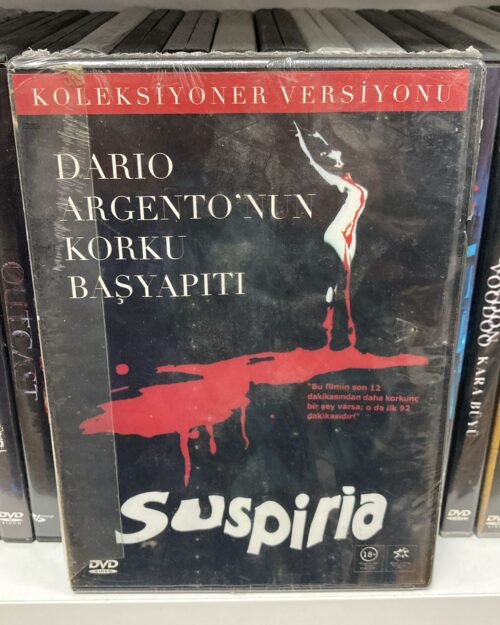 KOLEKSİYONER VERSİYONU
DARIO
ARGENTO'NUN
KORKU
BAŞYAPITI
"Bu filmin son 12
dakikasından daha korkunç
bir şey varsa; o da ilk 92
dakikasıdır!"
suspiria
DVD
VIDEO
18+
OUTCAST
DVD
VOODOO KARA BÜYÜ
DVD